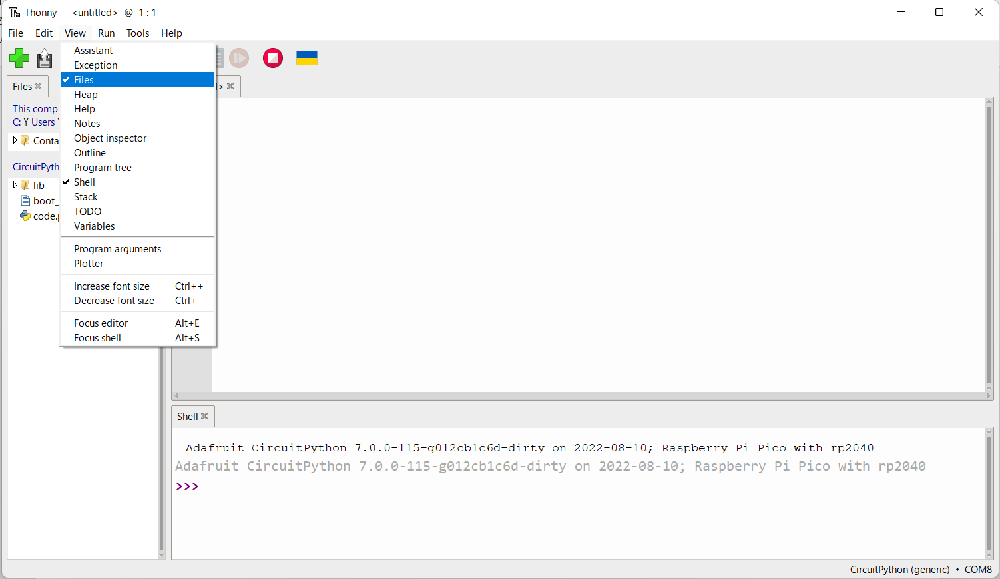 Thonny - <untitled> @ 1 : 1
File Edit View Run Tools Help
Assistant
Exception
Files
Heap
Help
Notes
Object inspector
Outline
Program tree
Shell
Stack
TODO
Variables
Program arguments
Plotter
Increase font size Ctrl++
Decrease font size Ctrl+-
Focus editor Alt+E
Focus shell Alt+S
Files
This comp
C: ¥ Users
Conta
CircuitPyth
lib
boot_
code.p
>
Shell
Adafruit CircuitPython 7.0.0-115-g012cb1c6d-dirty on 2022-08-10; Raspberry Pi Pico with rp2040
Adafruit CircuitPython 7.0.0-115-g012cb1c6d-dirty on 2022-08-10; Raspberry Pi Pico with rp2040
>>>
CircuitPython (generic) • COM8